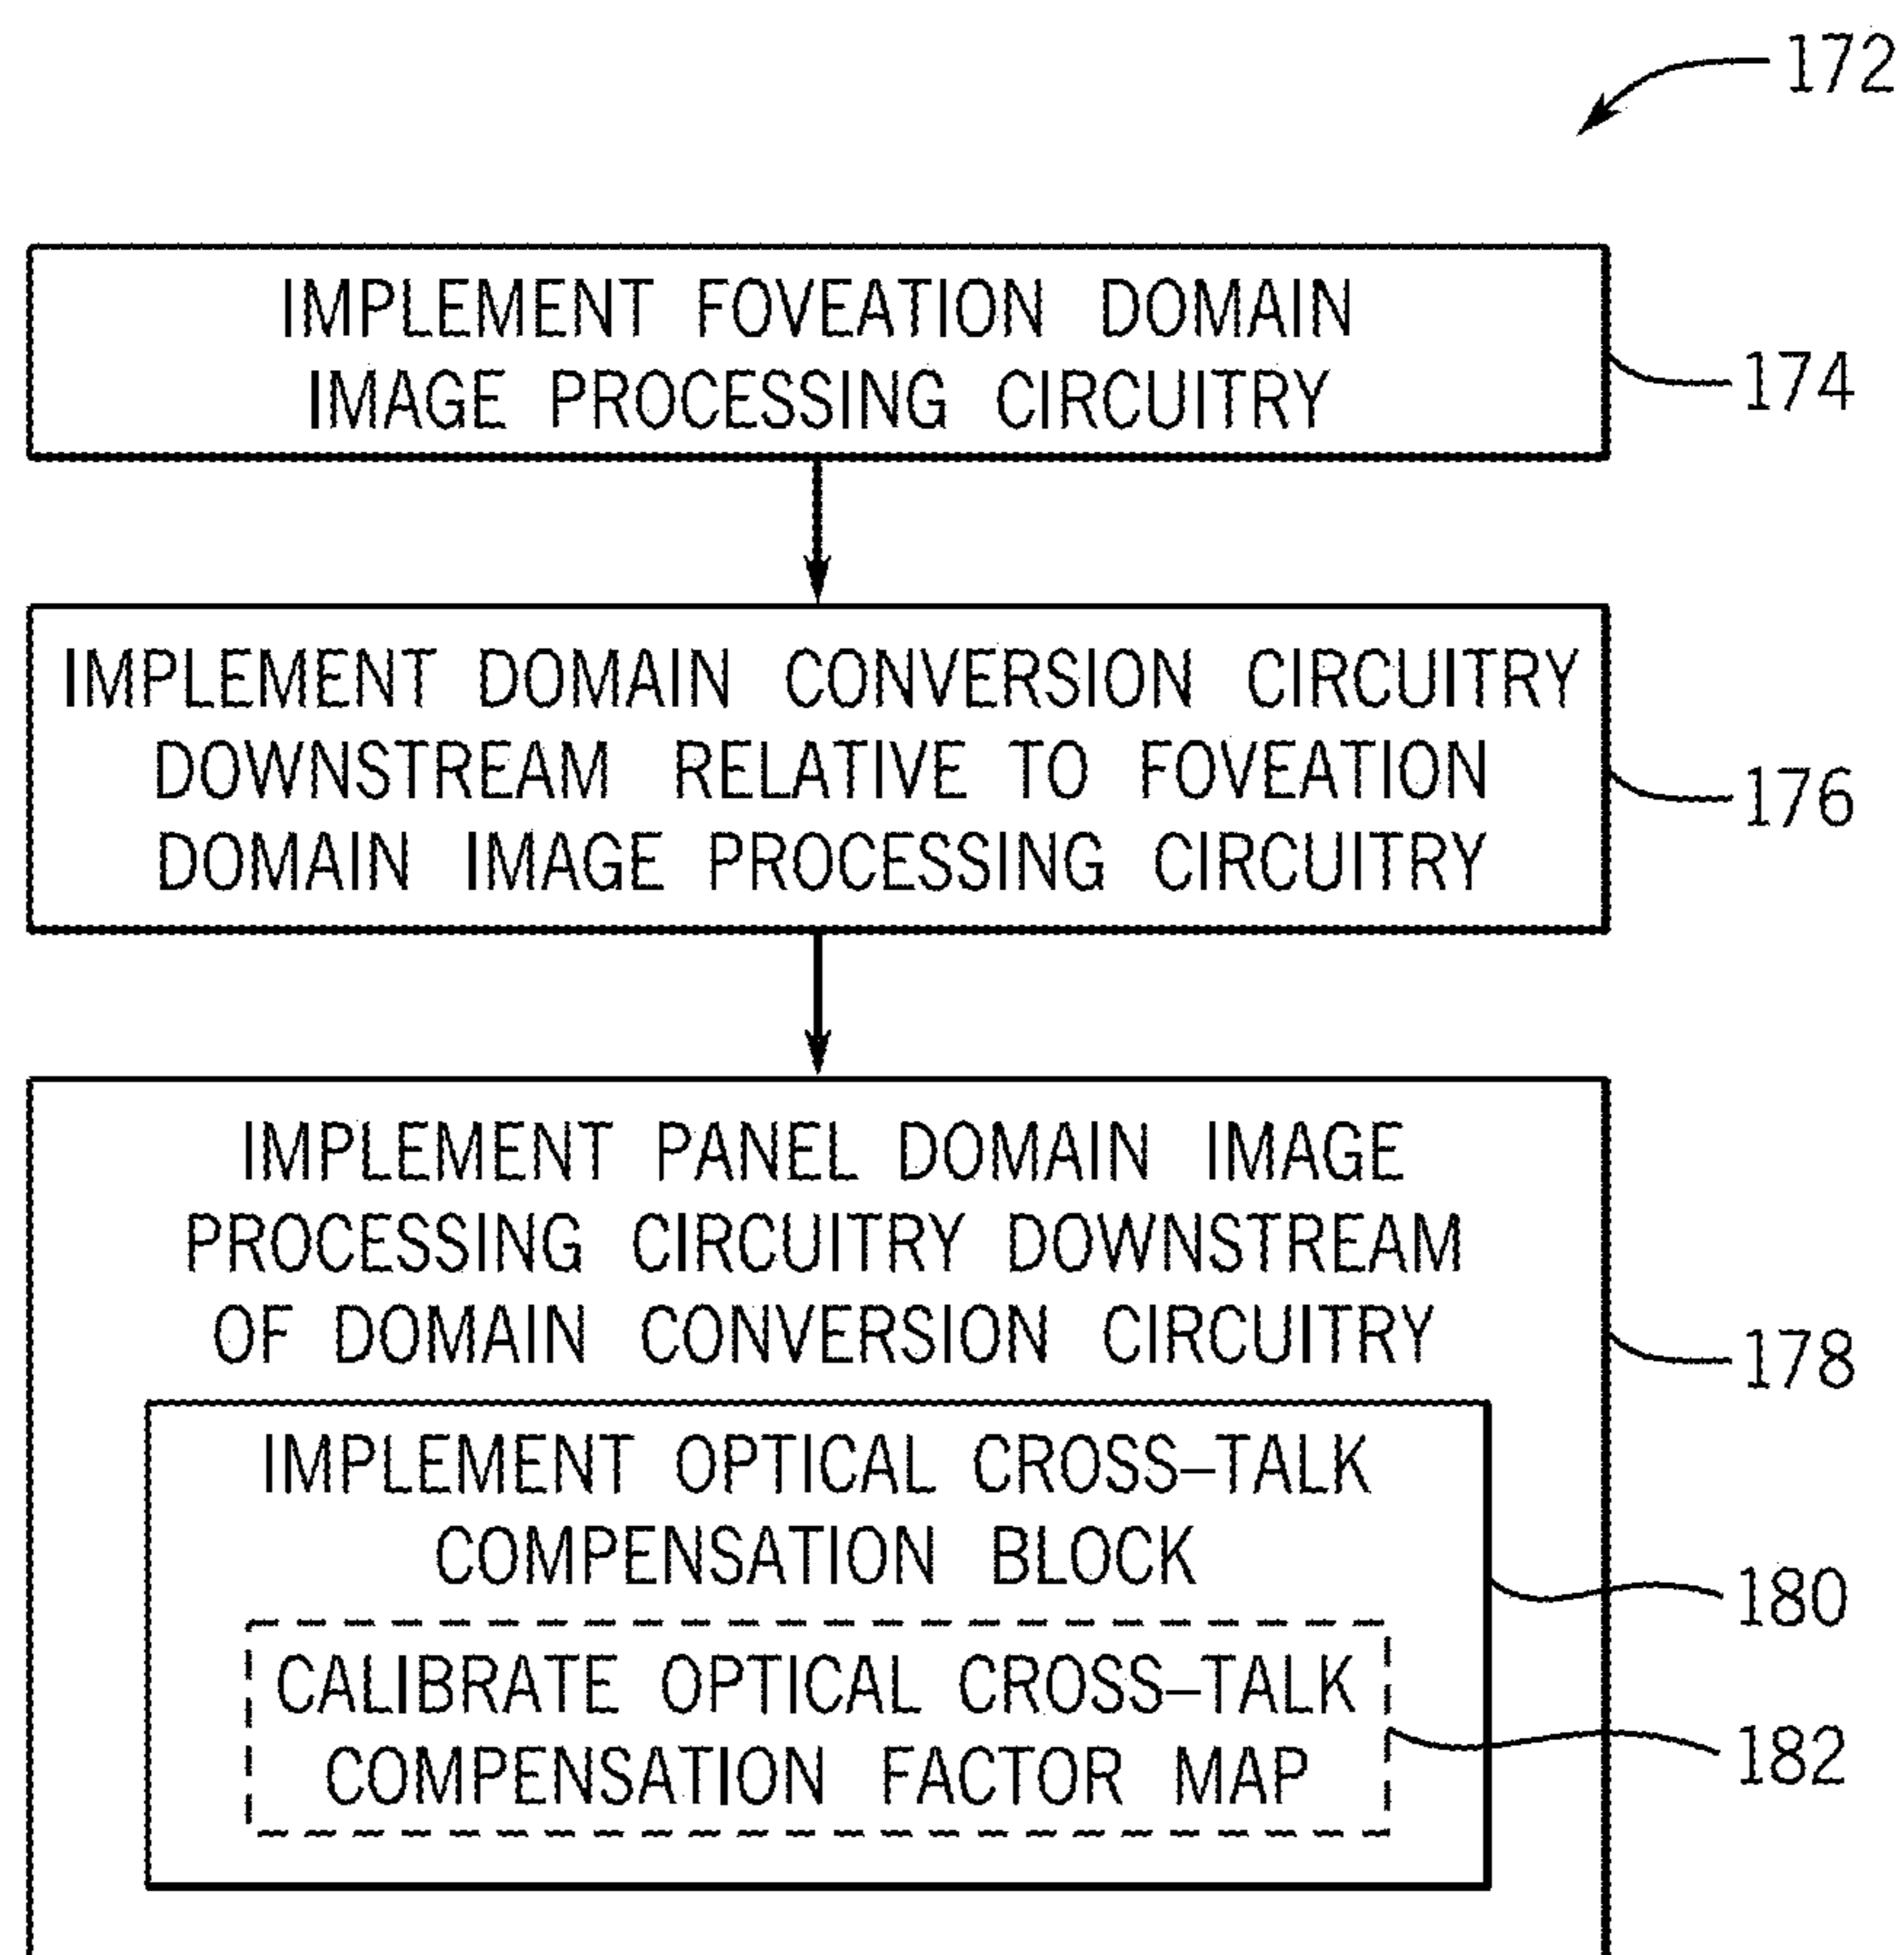 172
IMPLEMENT FOVEATION DOMAIN
IMAGE PROCESSING CIRCUITRY
174
IMPLEMENT DOMAIN CONVERSION CIRCUITRY
DOWNSTREAM RELATIVE TO FOVEATION
DOMAIN IMAGE PROCESSING CIRCUITRY
176
IMPLEMENT PANEL DOMAIN IMAGE
PROCESSING CIRCUITRY DOWNSTREAM
OF DOMAIN CONVERSION CIRCUITRY
178
IMPLEMENT OPTICAL CROSS–TALK
COMPENSATION BLOCK
180
CALIBRATE OPTICAL CROSS–TALK
COMPENSATION FACTOR MAP
182